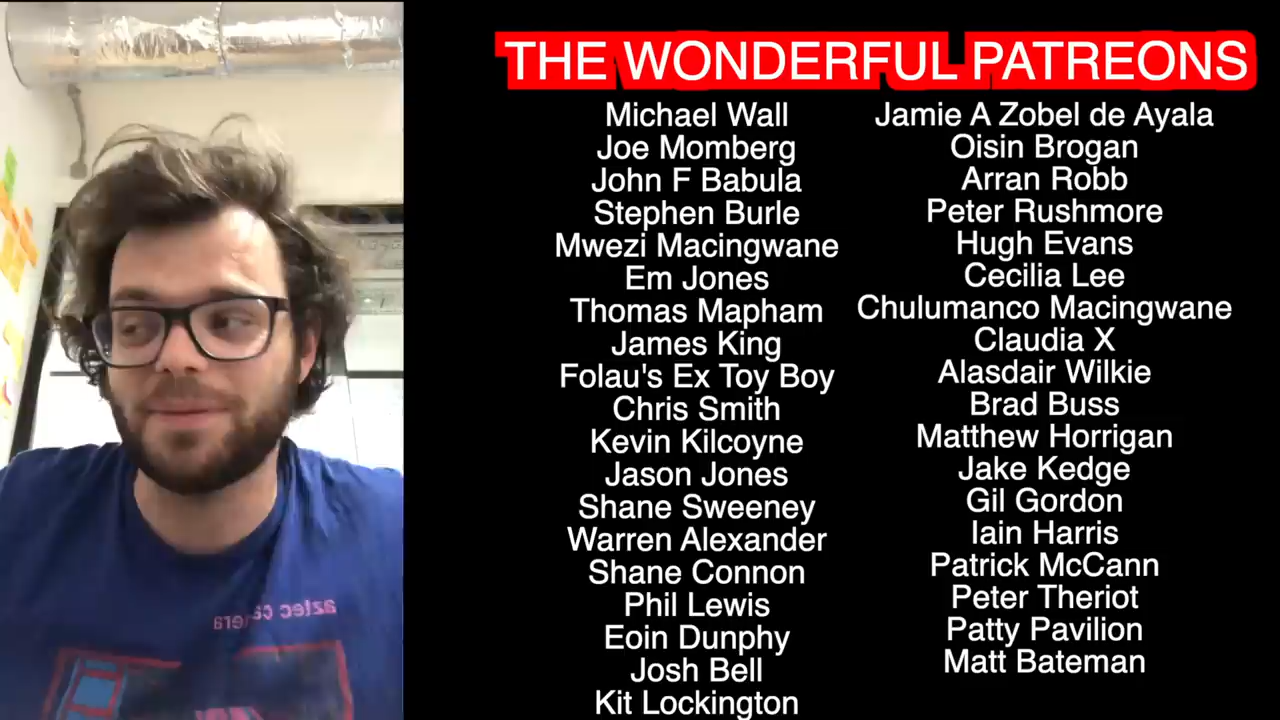 THE WONDERFUL PATREONS
Michael Wall
Joe Momberg
John F Babula
Stephen Burle
Mwezi Macingwane
Em Jones
Thomas Mapham
James King
Folau's Ex Toy Boy
Chris Smith
Kevin Kilcoyne
Jason Jones
Shane Sweeney
Warren Alexander
Shane Connon
Phil Lewis
Eoin Dunphy
Josh Bell
Kit Lockington
Jamie A Zobel de Ayala
Oisin Brogan
Arran Robb
Peter Rushmore
Hugh Evans
Cecilia Lee
Chulumanco Macingwane
Claudia X
Alasdair Wilkie
Brad Buss
Matthew Horrigan
Jake Kedge
Gil Gordon
Iain Harris
Patrick McCann
Peter Theriot
Patty Pavilion
Matt Bateman
aztec camera